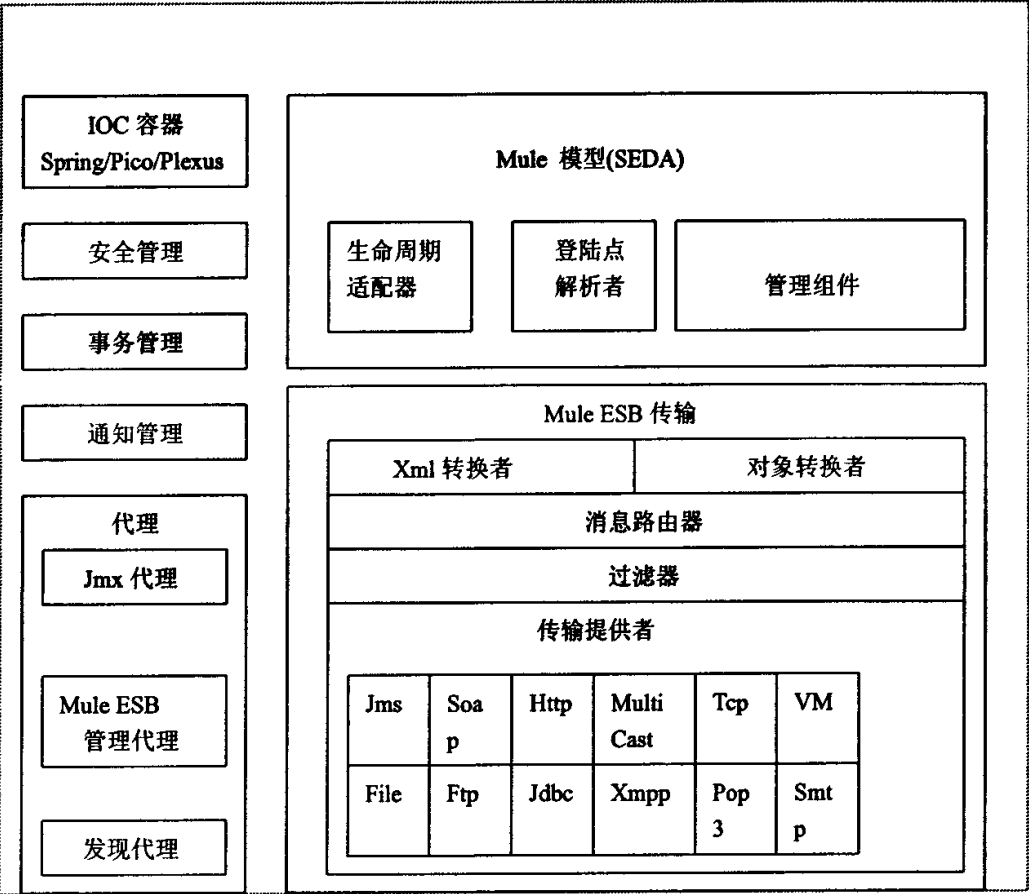 IOC 容器
Spring/Pico/Plexus
安全管理
事务管理
通知管理
代理
Jmx 代理
Mule ESB
管理代理
发现代理
Mule 模型(SEDA)
生命周期
适配器
登陆点
解析者
管理组件
Mule ESB 传输
Xml 转换者
对象转换者
消息路由器
过滤器
传输提供者
Jms
Soa
p
Http
Multi
Cast
Tcp
VM
File
Ftp
Jdbc
Xmpp
Pop
3
Smt
p